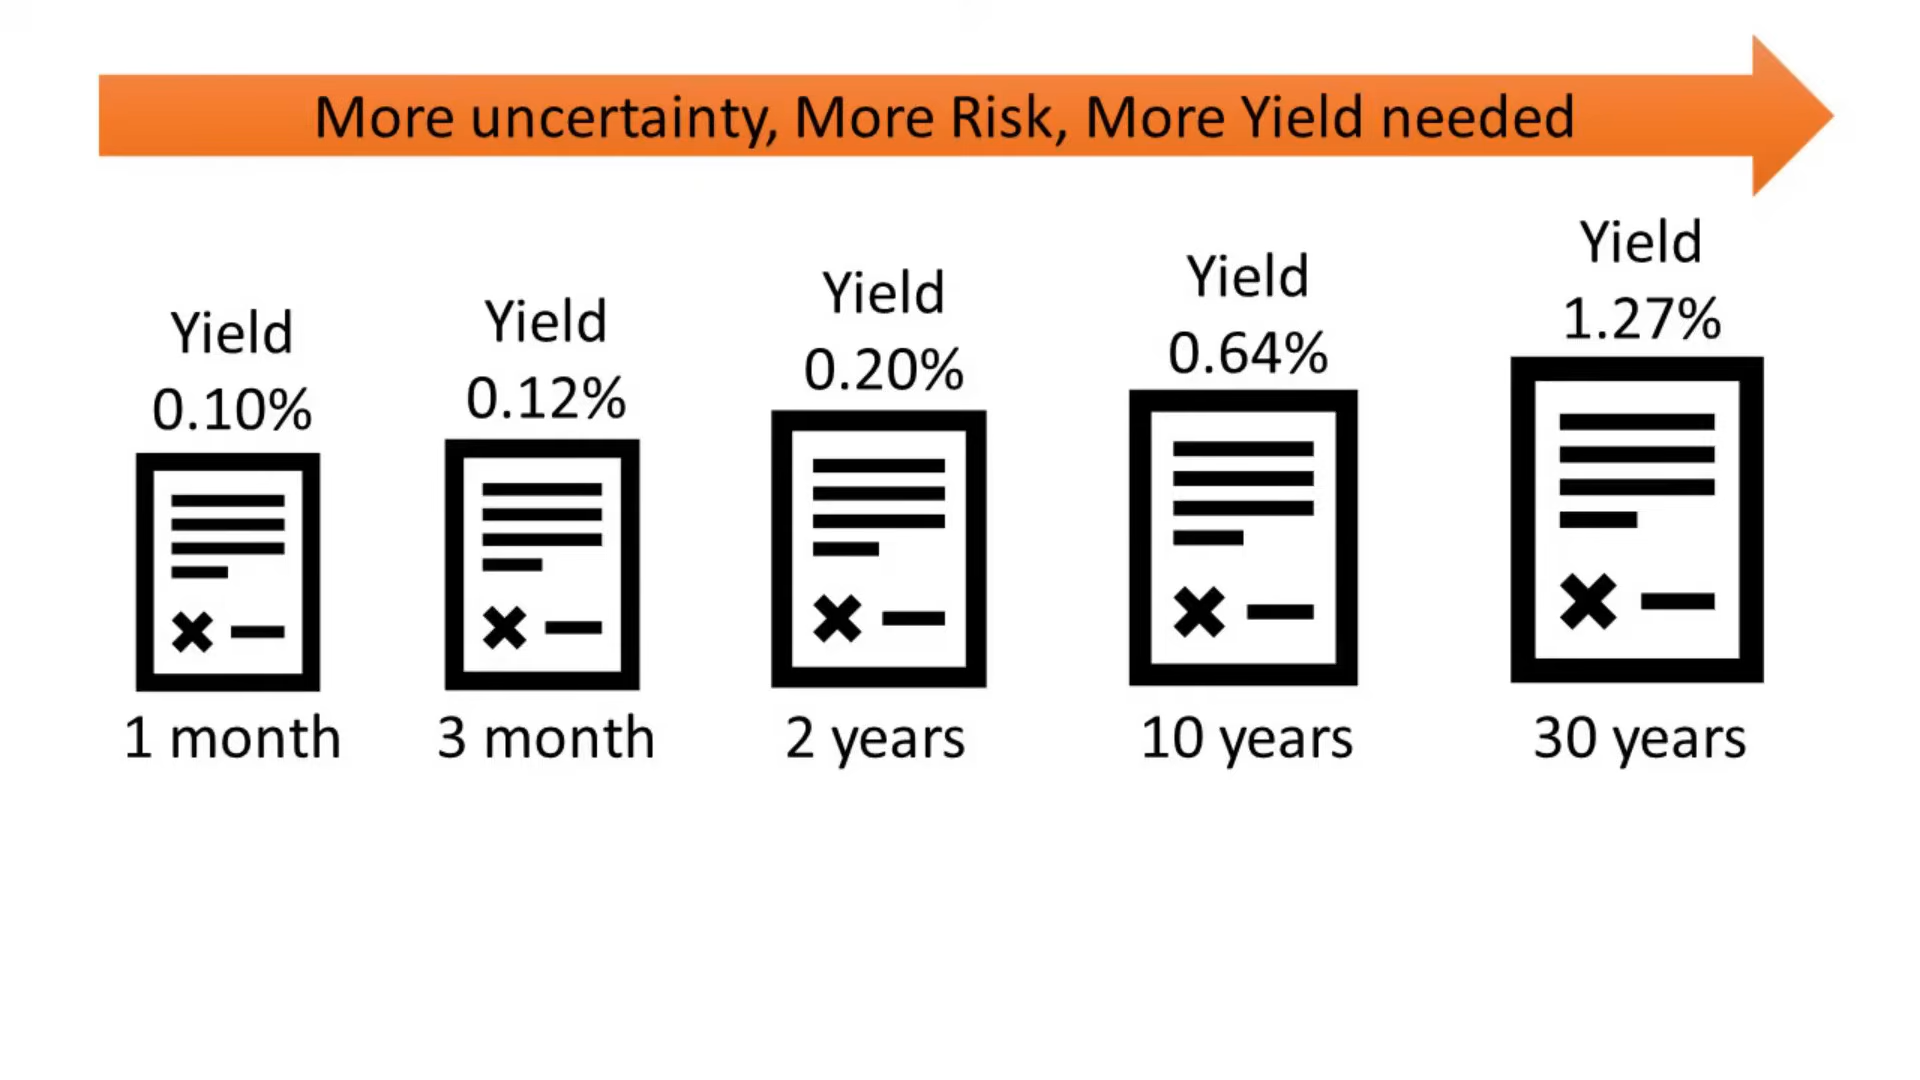 More uncertainty, More Risk, More Yield needed
Yield
0.10%
1 month
Yield
0.12%
3 month
Yield
0.20%
2 years
Yield
0.64%
10 years
Yield
1.27%
30 years